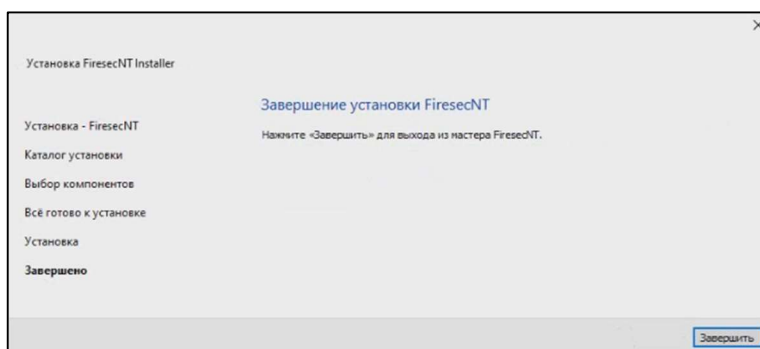 Установка FiresecNT Installer
Установка - FiresecNT
Каталог установки
Выбор компонентов
Всё готово к установке
Установка
Завершено
Завершение установки FiresecNT
Нажмите «Завершить» для выхода из мастера FiresecNT.
Завершить